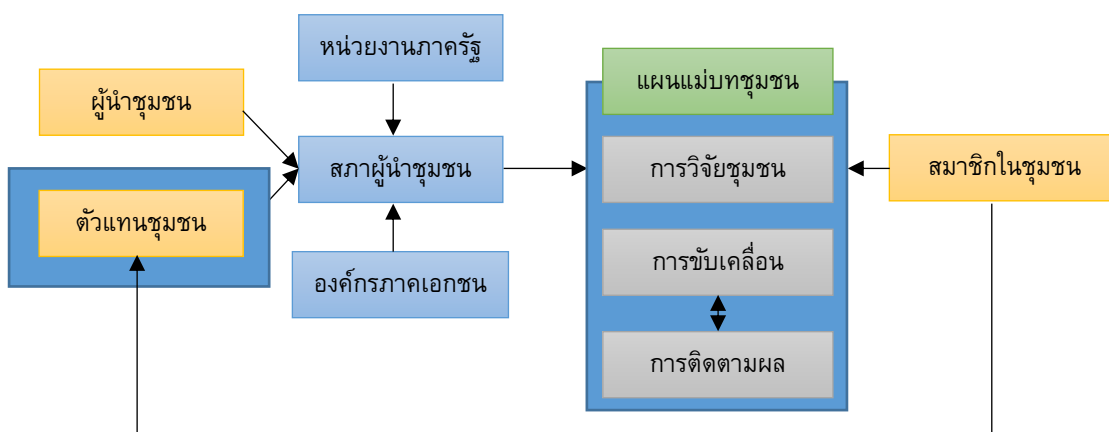 หน่วยงานภาครัฐ
ผู้นำชุมชน
แผนแม่บทชุมชน
สภาผู้นำชุมชน
การวิจัยชุมชน
สมาชิกในชุมชน
ตัวแทนชุมชน
การขับเคลื่อน
องค์กรภาคเอกชน
การติดตามผล